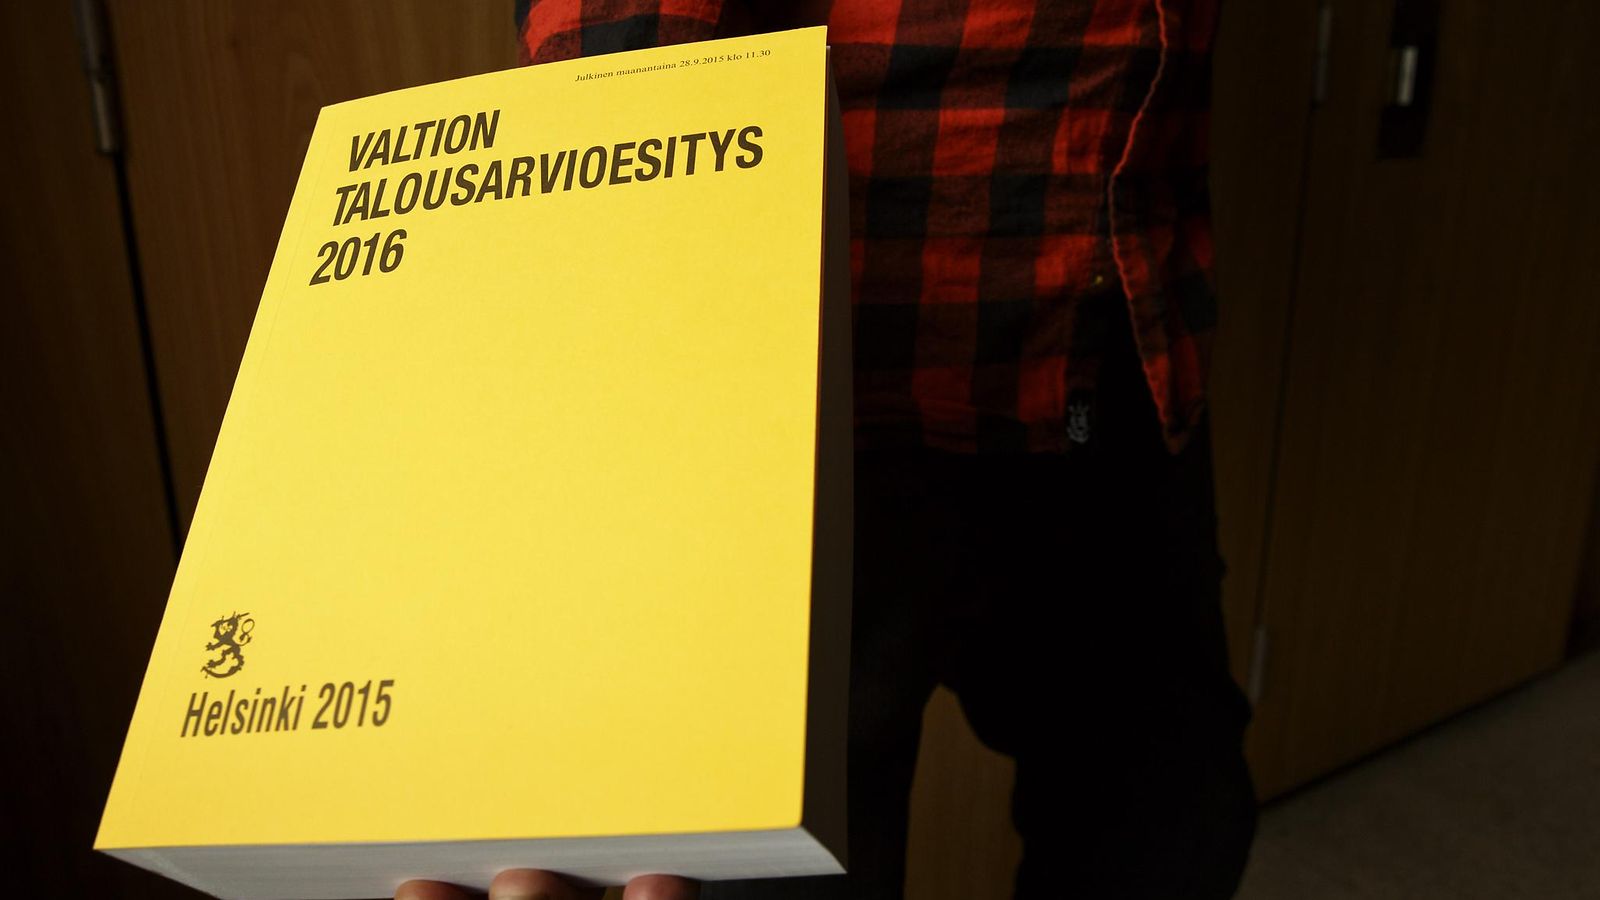 Julkinen maanantaina 28.9.2015 klo 11.30
VALTION
TALOUSARVIOESITYS
2016
Helsinki 2015